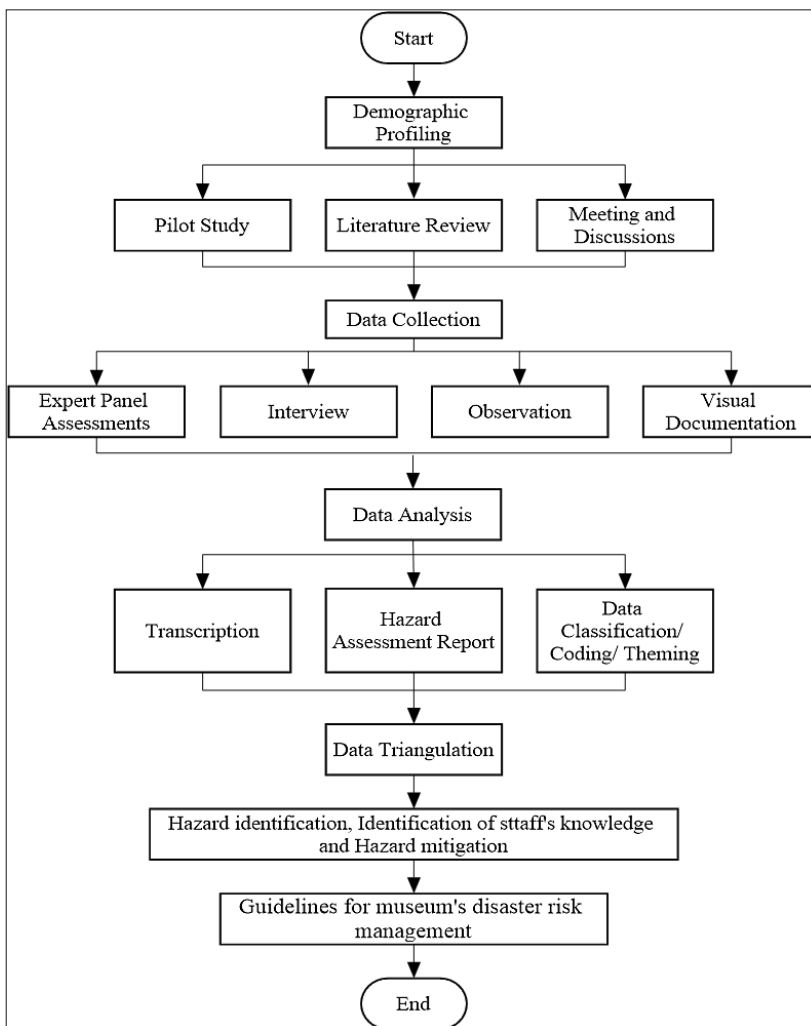 Start
Demographic
Profiling
Pilot Study
Literature Review
Meeting and
Discussions
Data Collection
Expert Panel
Assessments
Interview
Observation
Visual
Documentation
Data Analysis
Transcription
Hazard
Assessment Report
Data
Classification/
Coding/ Theming
Data Triangulation
Hazard identification, Identification of sttaff's knowledge
and Hazard mitigation
Guidelines for museum's disaster risk
management
End